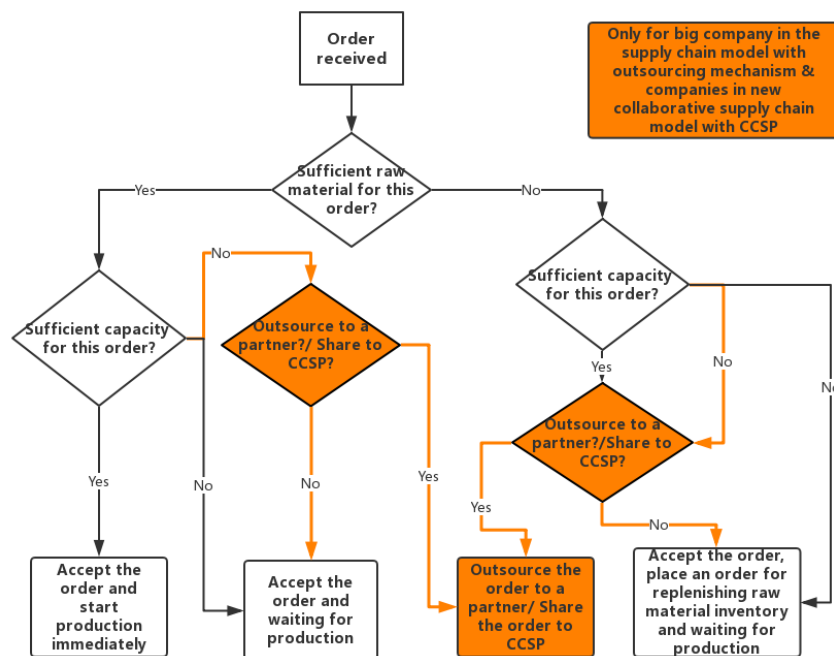 Order
received
Only for big company in the
supply chain model with
outsourcing mechanism &
companies in new
collaborative supply chain
model with CCSP
Sufficient raw
material for this
order?
Yes
No
No
Sufficient capacity
for this order?
Sufficient capacity
for this order?
Outsource to a
partner?/ Share to
CCSP?
No
Yes
No
Outsource to a
partner?/Share to
CCSP?
Yes
No
No
Yes
Yes
No
Accept the
order and
start
production
immediately
Accept the
order and
waiting for
production
Outsource the
order to a
partner/ Share
the order to
CCSP
Accept the order,
place an order for
replenishing raw
material inventory
and waiting for
production